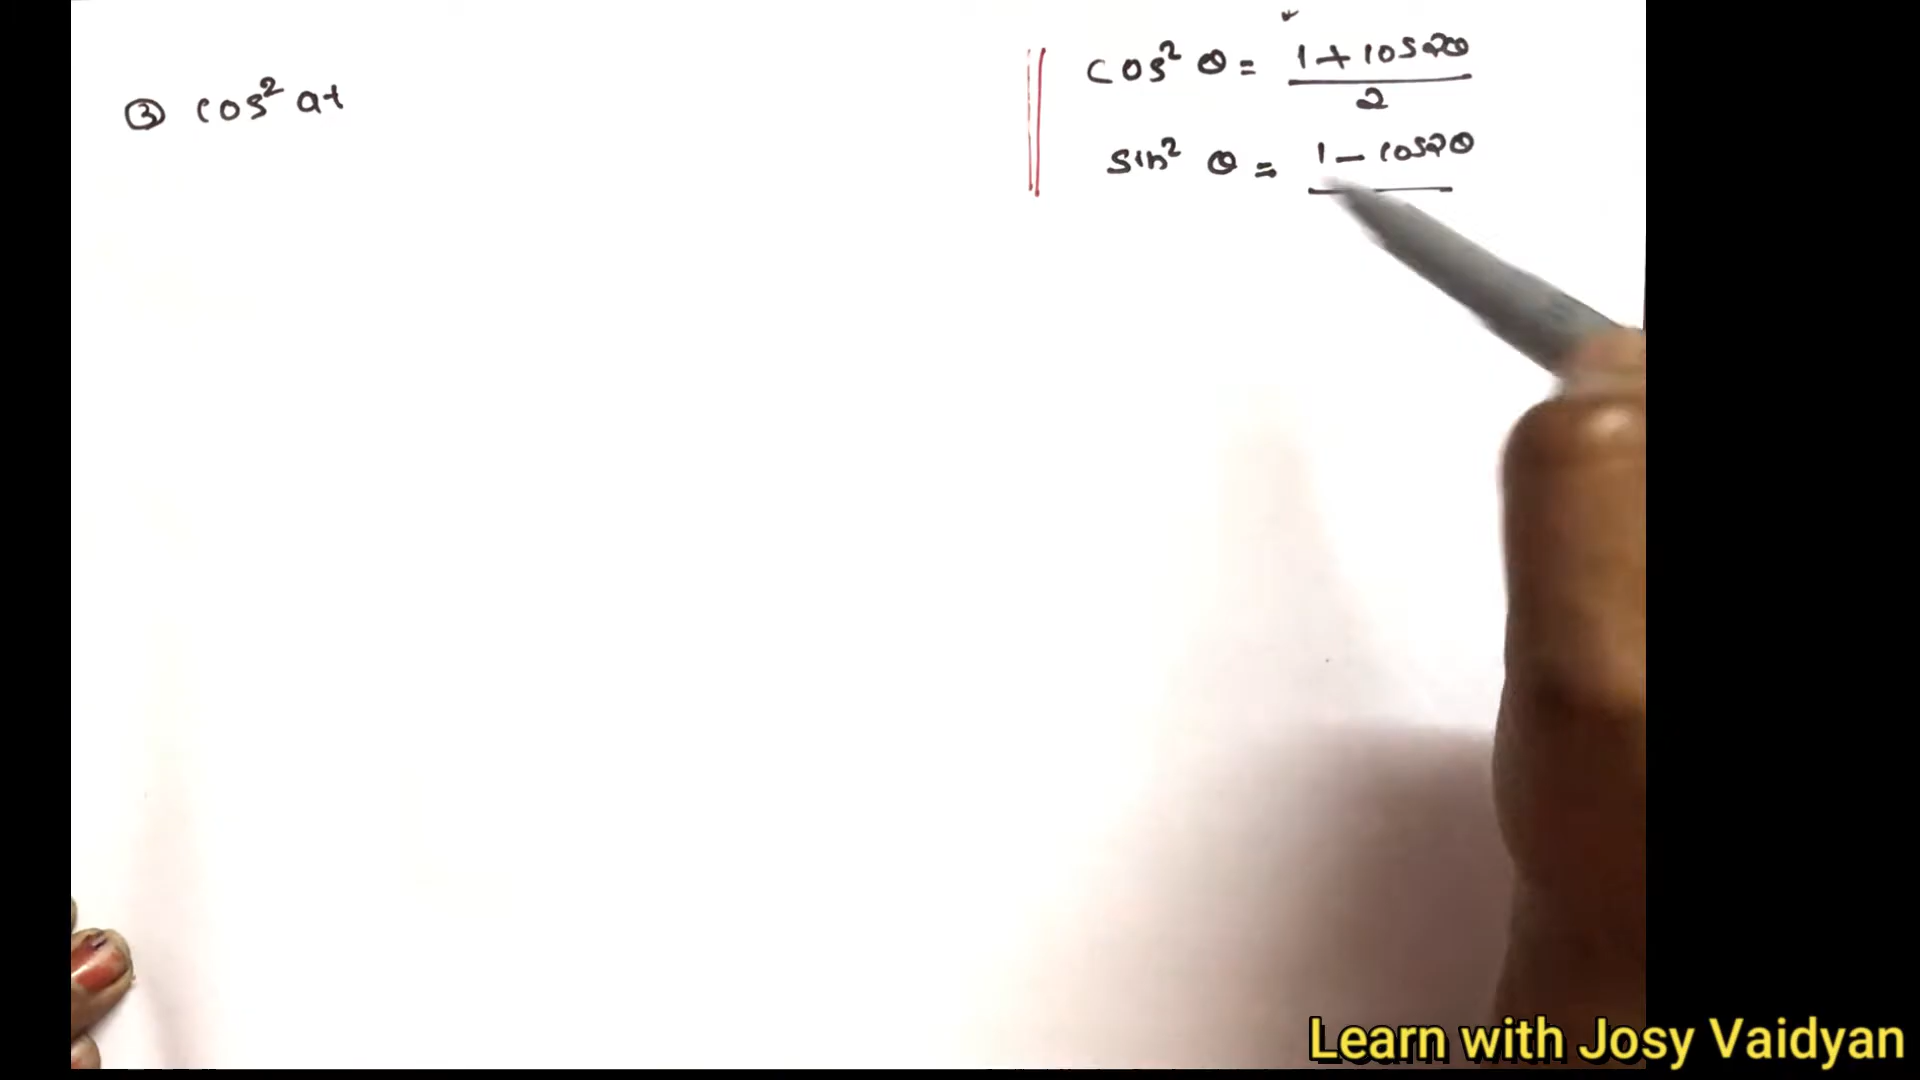 ③ cos² at
cos² θ = 1 + cos2θ
2
sin² θ = 1 - cos2θ
Learn with Josy Vaidyan